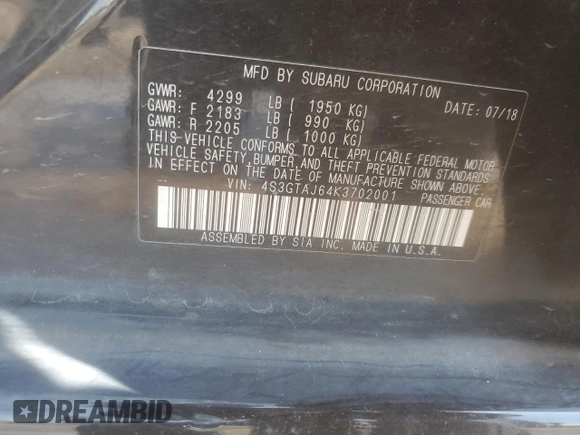 MFD BY SUBARU CORPORATION
GVWR: 4299 LB ( 1950 KG) DATE: 07/18
GAWR: F 2183 LB ( 990 KG)
GAWR: R 2205 LB ( 1000 KG)
THIS VEHICLE CONFORMS TO ALL APPLICABLE FEDERAL MOTOR
VEHICLE SAFETY, BUMPER, AND THEFT PREVENTION STANDARDS
IN EFFECT ON THE DATE OF MANUFACTURE SHOWN ABOVE.
VIN: 4S3GTAJ64K3702001 PASSENGER CAR
ASSEMBLED BY SIA INC. MADE IN U.S.A.
DREAMBID